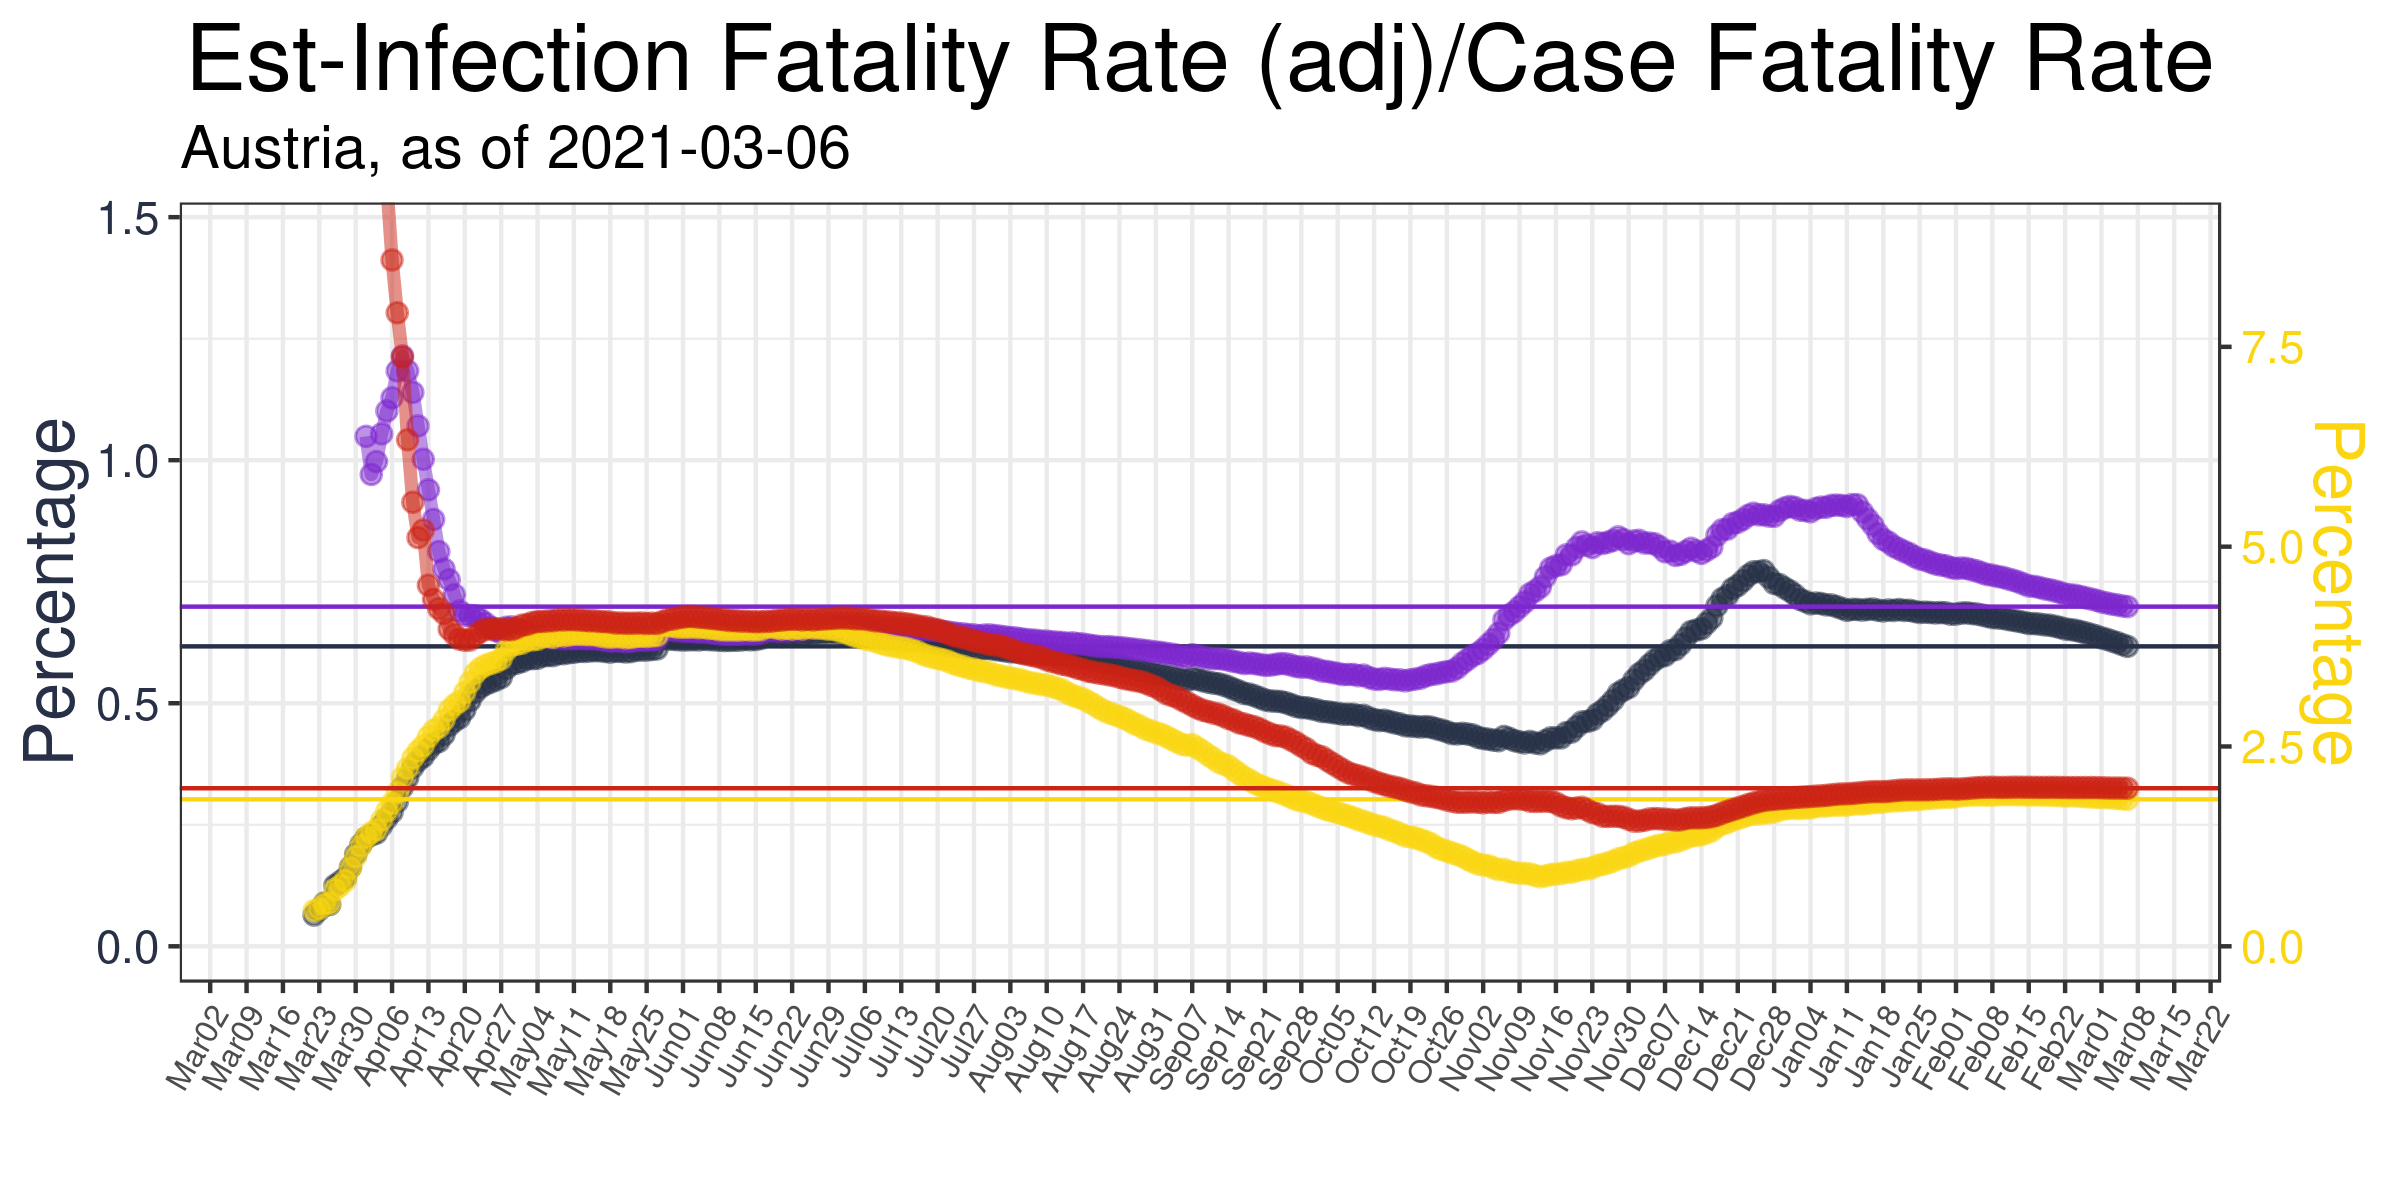 Est-Infection Fatality Rate (adj)/Case Fatality Rate
Austria, as of 2021-03-06
Percentage
1.5
1.0
0.5
0.0
7.5
5.0
2.5
0.0
Percentage
Mar02
Mar09
Mar16
Mar23
Mar30
Apr06
Apr13
Apr20
Apr27
May04
May11
May18
May25
Jun01
Jun08
Jun15
Jun22
Jun29
Jul06
Jul13
Jul20
Jul27
Aug03
Aug10
Aug17
Aug24
Aug31
Sep07
Sep14
Sep21
Sep28
Oct05
Oct12
Oct19
Oct26
Nov02
Nov09
Nov16
Nov23
Nov30
Dec07
Dec14
Dec21
Dec28
Jan04
Jan11
Jan18
Jan25
Feb01
Feb08
Feb15
Feb22
Mar01
Mar08
Mar15
Mar22